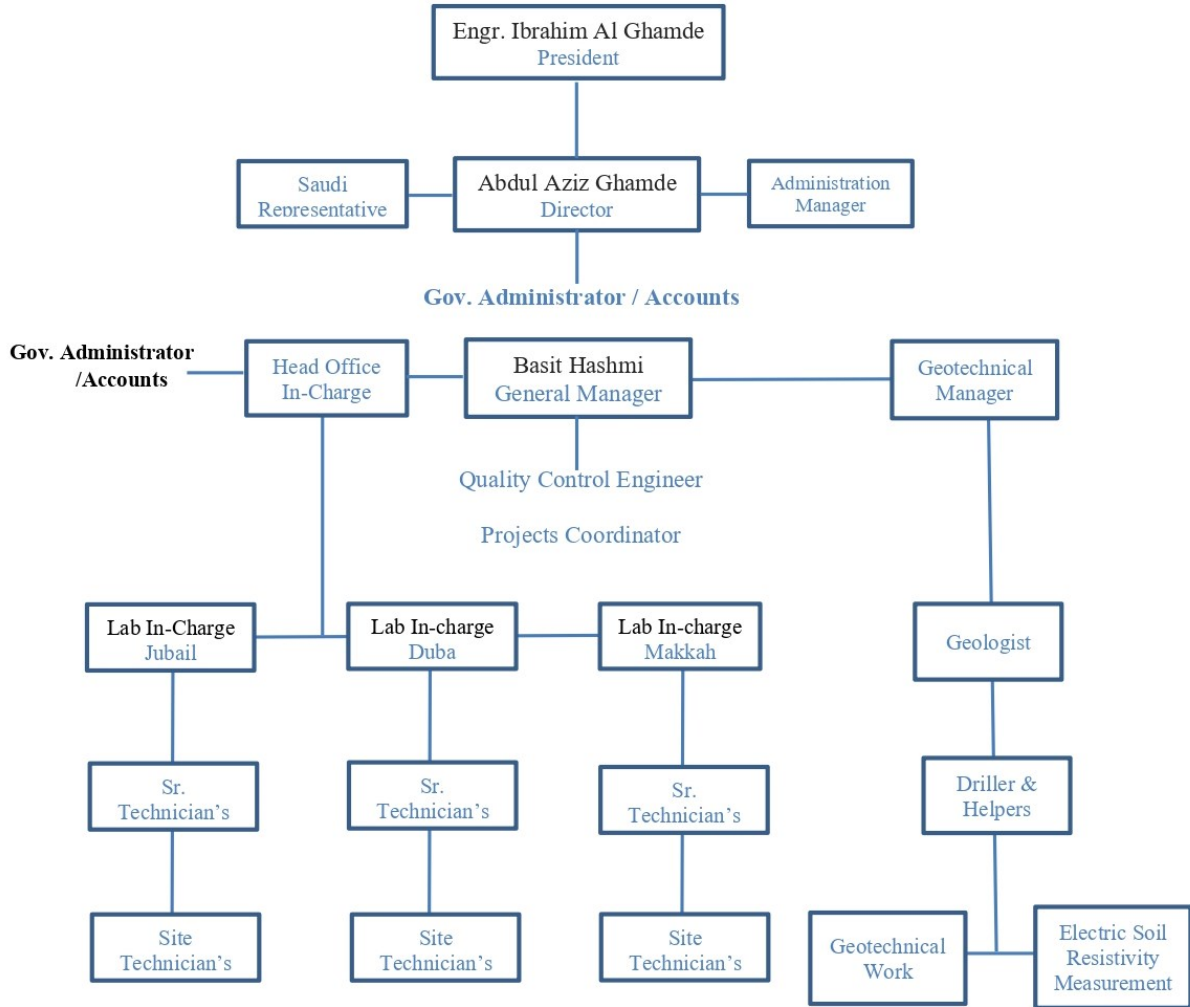 Engr. Ibrahim Al Ghamde
President
Saudi
Representative
Abdul Aziz Ghamde
Director
Administration
Manager
Gov. Administrator / Accounts
Gov. Administrator
/Accounts
Head Office
In-Charge
Basit Hashmi
General Manager
Geotechnical
Manager
Quality Control Engineer
Projects Coordinator
Lab In-Charge
Jubail
Lab In-charge
Duba
Lab In-charge
Makkah
Geologist
Sr.
Technician’s
Sr.
Technician’s
Sr.
Technician’s
Driller &
Helpers
Site
Technician’s
Site
Technician’s
Site
Technician’s
Geotechnical
Work
Electric Soil
Resistivity
Measurement